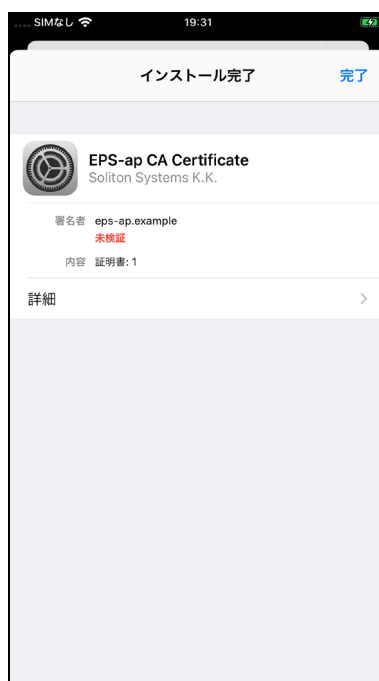 SIMなし 19:31
インストール完了 完了
EPS-ap CA Certificate
Soliton Systems K.K.
署名者 eps-ap.example
未検証
内容 証明書: 1
詳細